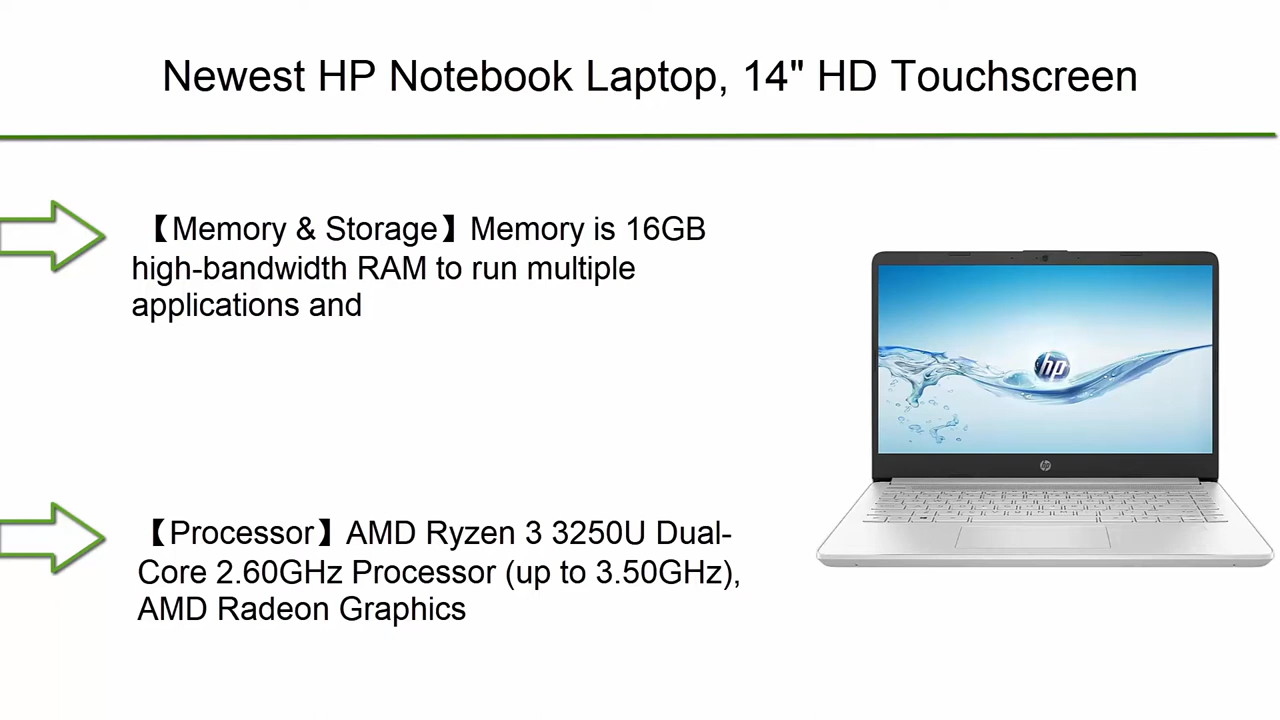 Newest HP Notebook Laptop, 14" HD Touchscreen
【Memory & Storage】Memory is 16GB
high-bandwidth RAM to run multiple
applications and
hp
hp
【Processor】AMD Ryzen 3 3250U Dual-
Core 2.60GHz Processor (up to 3.50GHz),
AMD Radeon Graphics